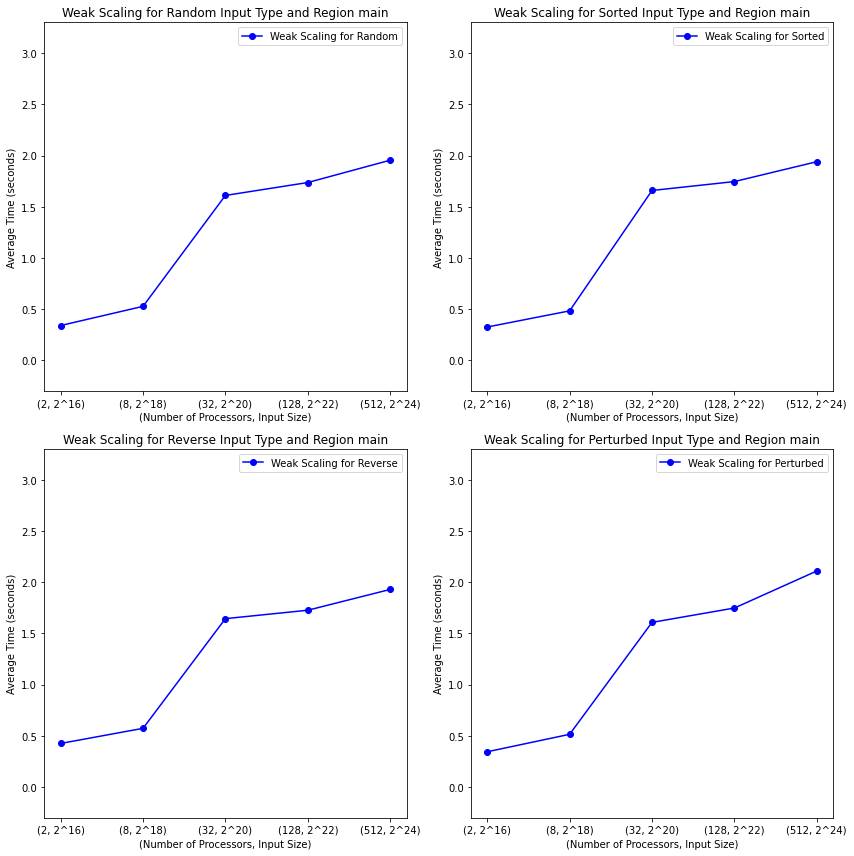 Weak Scaling for Random Input Type and Region main
Weak Scaling for Random
Average Time (seconds)
3.0
2.5
2.0
1.5
1.0
0.5
0.0
(2, 2^16) (8, 2^18) (32, 2^20) (128, 2^22) (512, 2^24)
(Number of Processors, Input Size)
Weak Scaling for Sorted Input Type and Region main
Weak Scaling for Sorted
Average Time (seconds)
3.0
2.5
2.0
1.5
1.0
0.5
0.0
(2, 2^16) (8, 2^18) (32, 2^20) (128, 2^22) (512, 2^24)
(Number of Processors, Input Size)
Weak Scaling for Reverse Input Type and Region main
Weak Scaling for Reverse
Average Time (seconds)
3.0
2.5
2.0
1.5
1.0
0.5
0.0
(2, 2^16) (8, 2^18) (32, 2^20) (128, 2^22) (512, 2^24)
(Number of Processors, Input Size)
Weak Scaling for Perturbed Input Type and Region main
Weak Scaling for Perturbed
Average Time (seconds)
3.0
2.5
2.0
1.5
1.0
0.5
0.0
(2, 2^16) (8, 2^18) (32, 2^20) (128, 2^22) (512, 2^24)
(Number of Processors, Input Size)